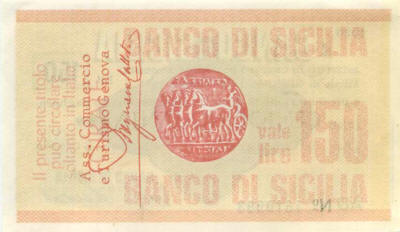 BANCO DI SICILIA
Il presente titolo
può circolare
soltanto in Italia
Ass. Commercio
e Turismo Genova
vale
lire 150
BANCO DI SICILIA